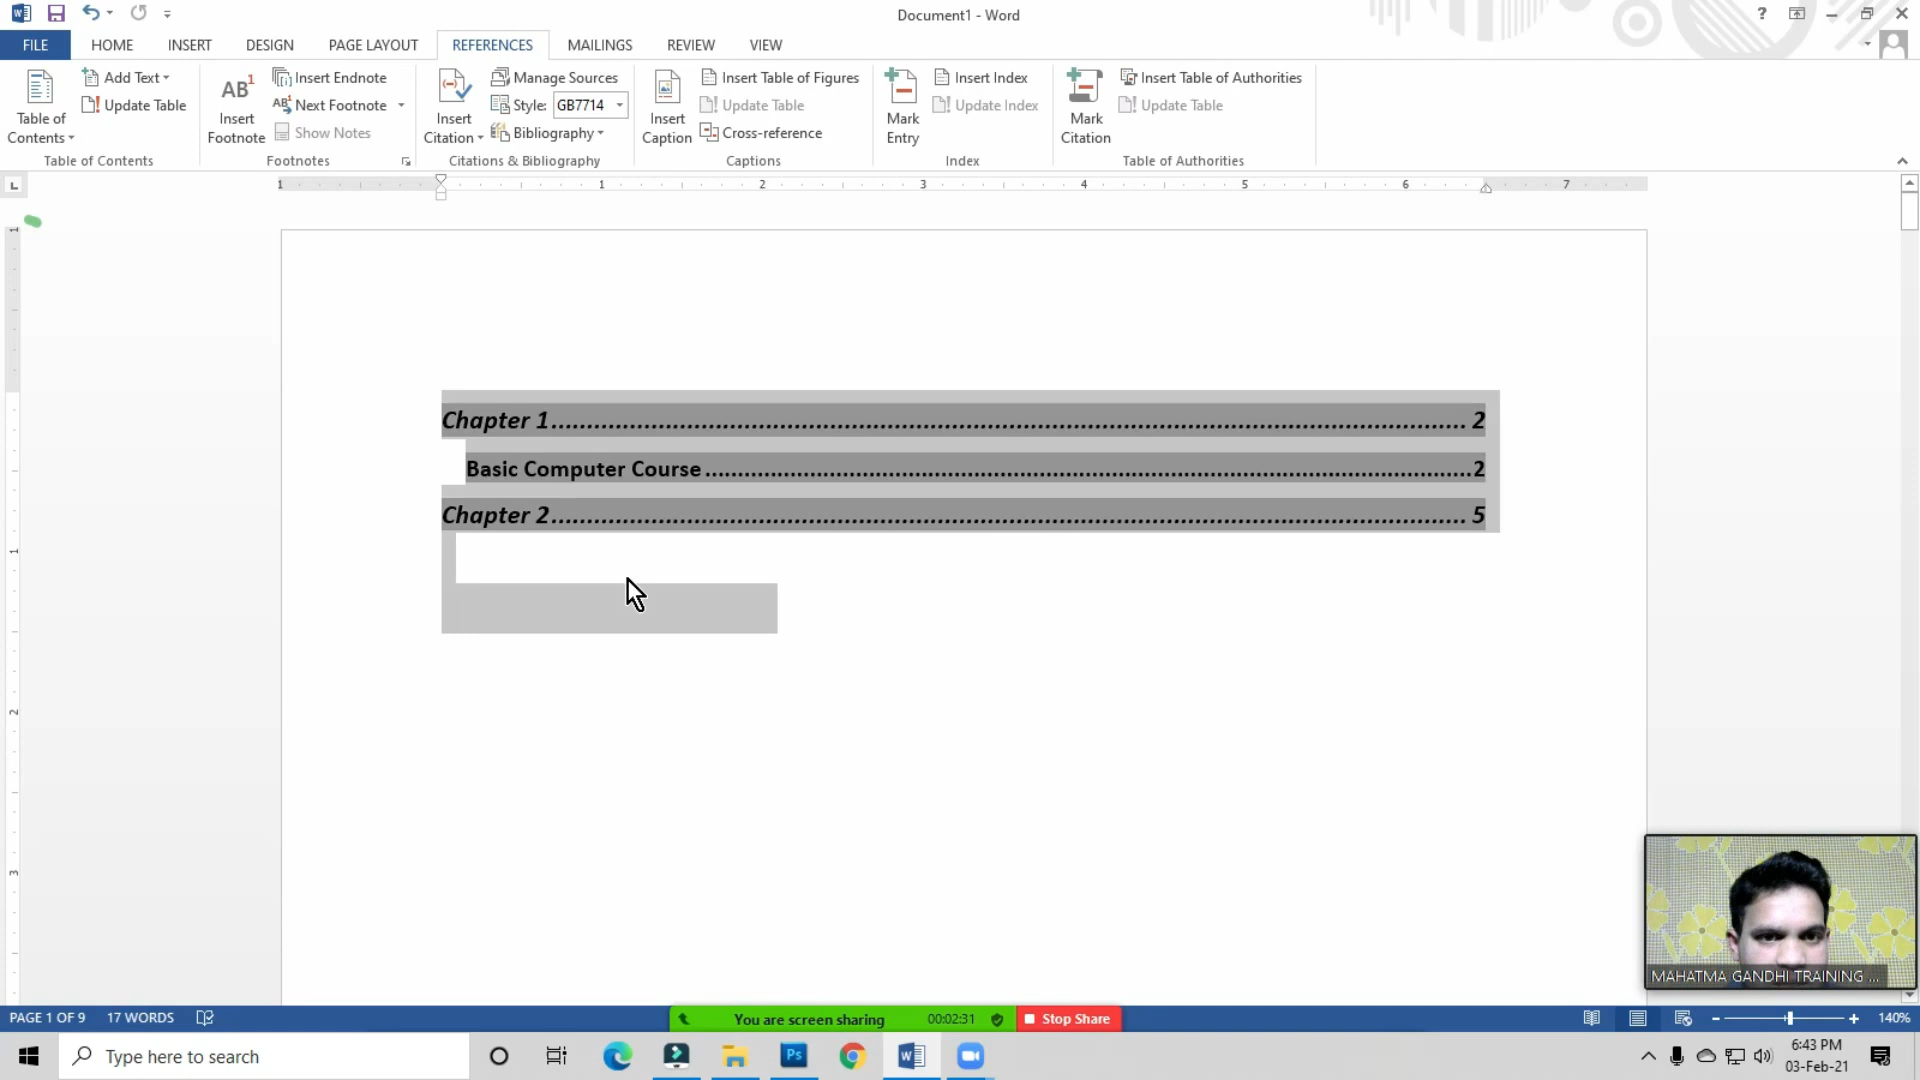 Document1 - Word
FILE HOME INSERT DESIGN PAGE LAYOUT REFERENCES MAILINGS REVIEW VIEW
Table of Contents
Add Text
Update Table
Table of Contents
AB1 Insert Footnote
Insert Endnote
AB Next Footnote
Show Notes
Footnotes
Insert Citation
Manage Sources
Style: GB7714
Bibliography
Citations & Bibliography
Insert Caption
Insert Table of Figures
Update Table
Cross-reference
Captions
Mark Entry
Insert Index
Update Index
Index
Mark Citation
Insert Table of Authorities
Update Table
Table of Authorities
1 1 2 3 4 5 6 7
1
1
2
3
Chapter 1 2
Basic Computer Course 2
Chapter 2 5
MAHATMA GANDHI TRAINING ...
PAGE 1 OF 9 17 WORDS
You are screen sharing 00:02:31 Stop Share
140%
Type here to search
Ps
6:43 PM
03-Feb-21